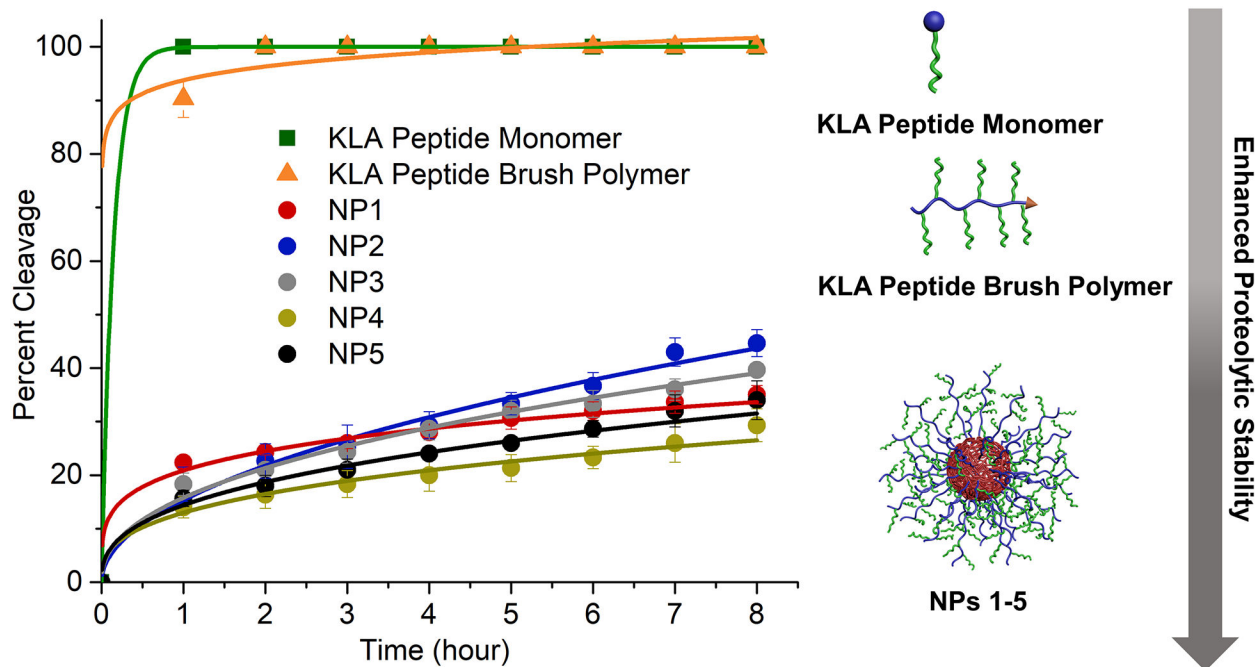 Percent Cleavage
100
80
60
40
20
0
0 1 2 3 4 5 6 7 8
Time (hour)
KLA Peptide Monomer
KLA Peptide Brush Polymer
NP1
NP2
NP3
NP4
NP5
KLA Peptide Monomer
KLA Peptide Brush Polymer
NPs 1-5
Enhanced Proteolytic Stability